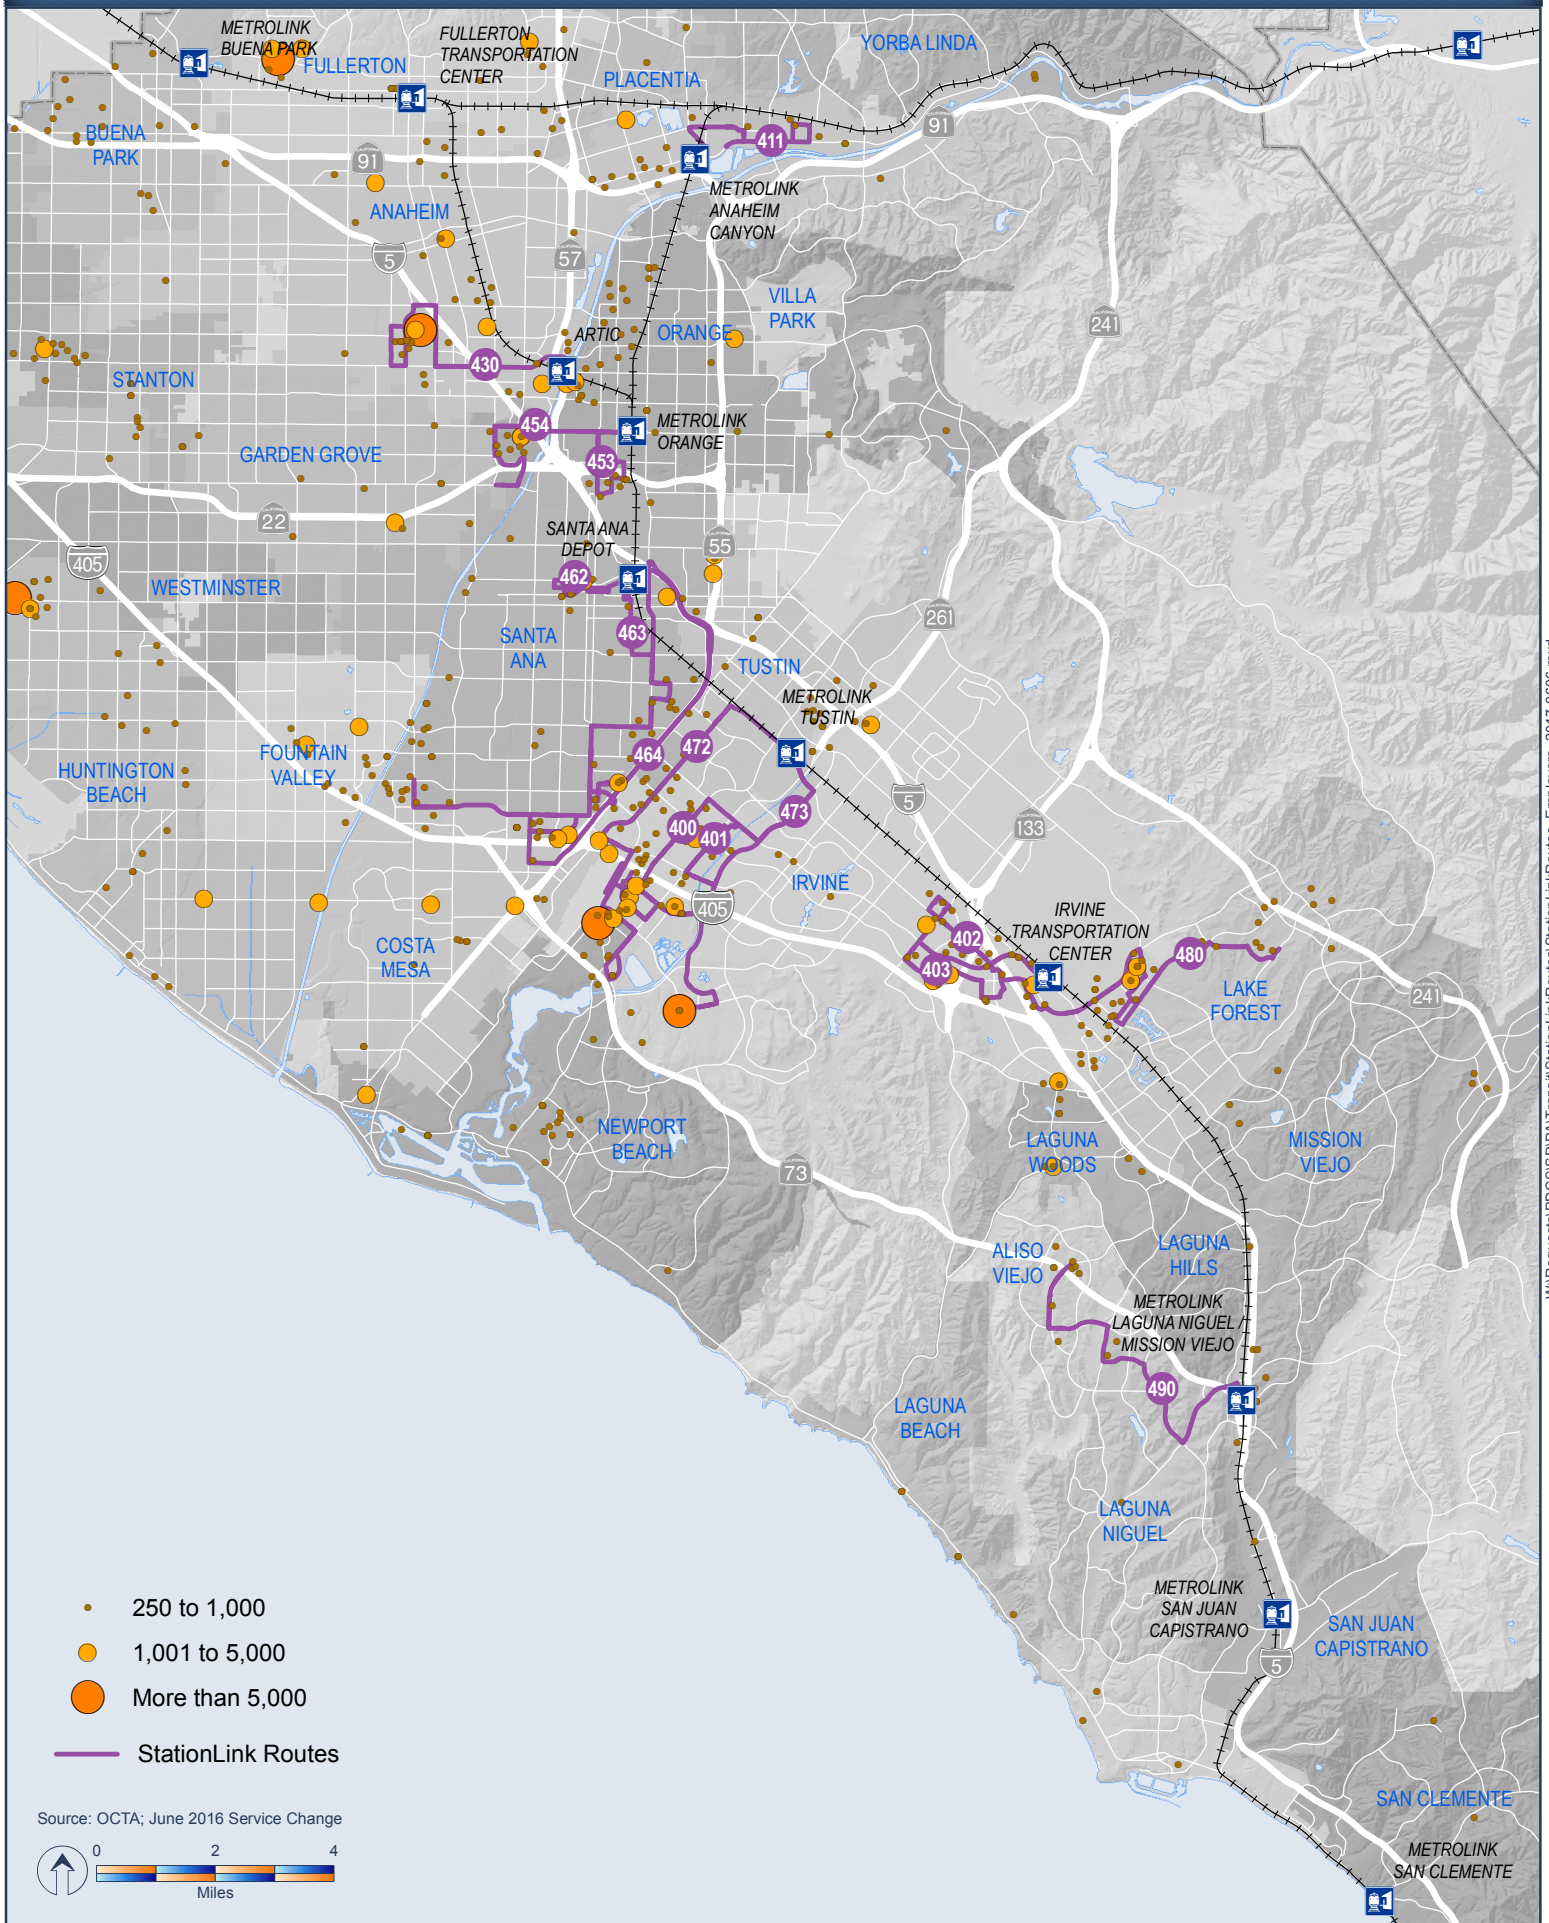 METROLINK
BUENA PARK
FULLERTON
FULLERTON
TRANSPORTATION
CENTER
PLACENTIA
YORBA LINDA
BUENA
PARK
91
91
411
METROLINK
ANAHEIM
CANYON
ANAHEIM
5
57
VILLA
PARK
241
ARTIC
ORANGE
430
STANTON
454
METROLINK
ORANGE
453
GARDEN GROVE
22
SANTA ANA
DEPOT
55
405
462
WESTMINSTER
261
463
SANTA
ANA
TUSTIN
METROLINK
TUSTIN
464
472
FOUNTAIN
VALLEY
HUNTINGTON
BEACH
5
473
133
400
401
IRVINE
405
IRVINE
TRANSPORTATION
CENTER
402
403
480
COSTA
MESA
LAKE
FOREST
241
NEWPORT
BEACH
LAGUNA
WOODS
MISSION
VIEJO
73
ALISO
VIEJO
LAGUNA
HILLS
METROLINK
LAGUNA NIGUEL /
MISSION VIEJO
490
LAGUNA
BEACH
LAGUNA
NIGUEL
METROLINK
SAN JUAN
CAPISTRANO
SAN JUAN
CAPISTRANO
5
SAN CLEMENTE
METROLINK
SAN CLEMENTE
250 to 1,000
1,001 to 5,000
More than 5,000
StationLink Routes
Source: OCTA; June 2016 Service Change
0 2 4
Miles